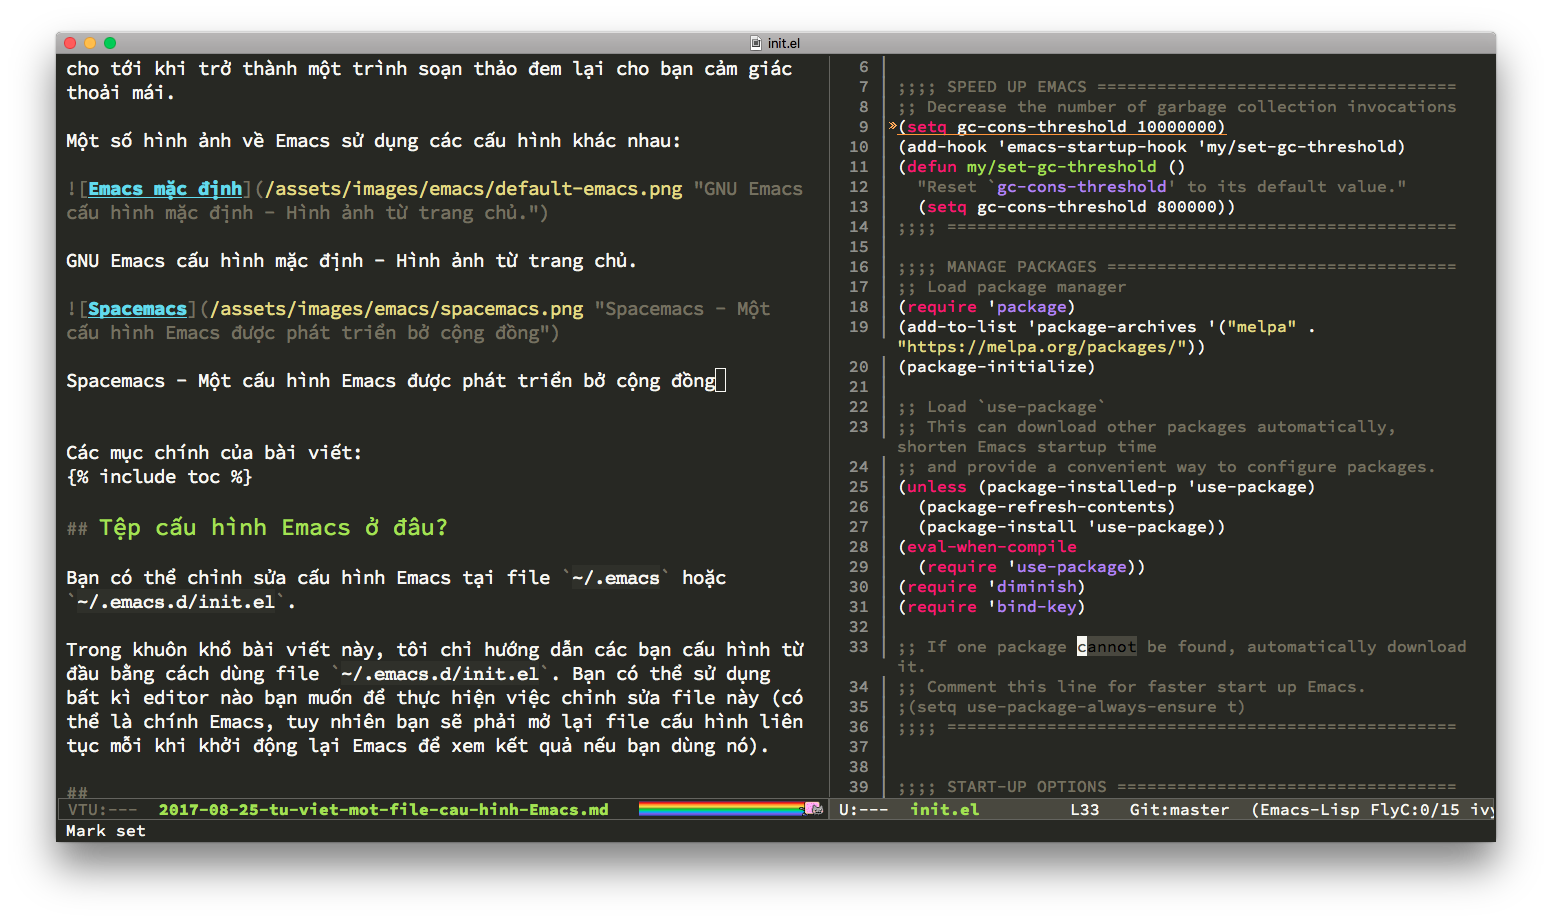 init.el
cho tới khi trở thành một trình soạn thảo đem lại cho bạn cảm giác
thoải mái.
Một số hình ảnh về Emacs sử dụng các cấu hình khác nhau:
![Emacs mặc định](/assets/images/emacs/default-emacs.png "GNU Emacs
cấu hình mặc định - Hình ảnh từ trang chủ.")
GNU Emacs cấu hình mặc định - Hình ảnh từ trang chủ.
![Spacemacs](/assets/images/emacs/spacemacs.png "Spacemacs - Một
cấu hình Emacs được phát triển bở cộng đồng")
Spacemacs - Một cấu hình Emacs được phát triển bở cộng đồng
Các mục chính của bài viết:
{% include toc %}
## Tệp cấu hình Emacs ở đâu?
Bạn có thể chỉnh sửa cấu hình Emacs tại file `~/.emacs` hoặc
`~/.emacs.d/init.el`.
Trong khuôn khổ bài viết này, tôi chỉ hướng dẫn các bạn cấu hình từ
đầu bằng cách dùng file `~/.emacs.d/init.el`. Bạn có thể sử dụng
bất kì editor nào bạn muốn để thực hiện việc chỉnh sửa file này (có
thể là chính Emacs, tuy nhiên bạn sẽ phải mở lại file cấu hình liên
tục mỗi khi khởi động lại Emacs để xem kết quả nếu bạn dùng nó).
##
VTU:--- 2017-08-25-tu-viet-mot-file-cau-hinh-Emacs.md
Mark set
6
7 ;;;; SPEED UP EMACS ====================================
8 ;; Decrease the number of garbage collection invocations
9 »(setq gc-cons-threshold 10000000)
10 (add-hook 'emacs-startup-hook 'my/set-gc-threshold)
11 (defun my/set-gc-threshold ()
12 "Reset `gc-cons-threshold' to its default value."
13 (setq gc-cons-threshold 800000))
14 ;;;; ===================================================
15
16 ;;;; MANAGE PACKAGES ===================================
17 ;; Load package manager
18 (require 'package)
19 (add-to-list 'package-archives '("melpa" .
"https://melpa.org/packages/"))
20 (package-initialize)
21
22 ;; Load `use-package`
23 ;; This can download other packages automatically,
shorten Emacs startup time
24 ;; and provide a convenient way to configure packages.
25 (unless (package-installed-p 'use-package)
26 (package-refresh-contents)
27 (package-install 'use-package))
28 (eval-when-compile
29 (require 'use-package))
30 (require 'diminish)
31 (require 'bind-key)
32
33 ;; If one package cannot be found, automatically download
it.
34 ;; Comment this line for faster start up Emacs.
35 ;(setq use-package-always-ensure t)
36 ;;;; ===================================================
37
38
39 ;;;; START-UP OPTIONS ==================================
U:--- init.el L33 Git:master (Emacs-Lisp FlyC:0/15 ivy